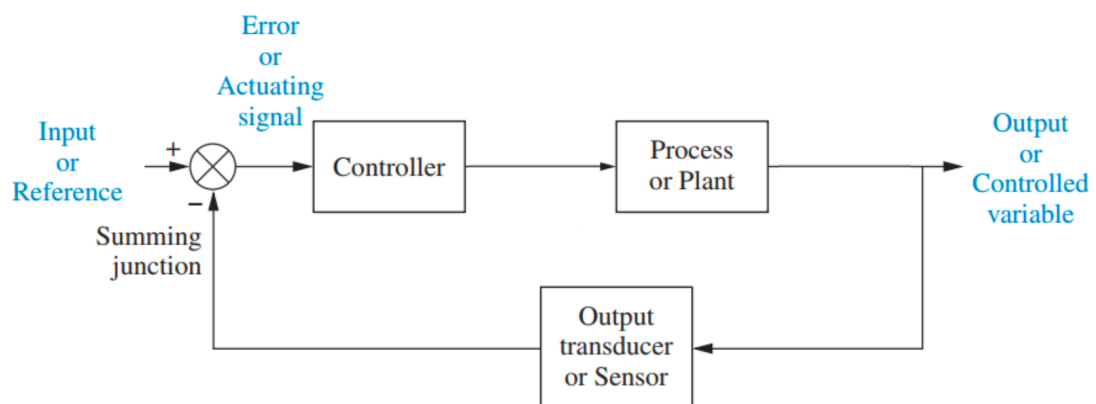 Error
or
Actuating
signal
Input
or
Reference
+
−
Summing
junction
Controller
Process
or Plant
Output
or
Controlled
variable
Output
transducer
or Sensor